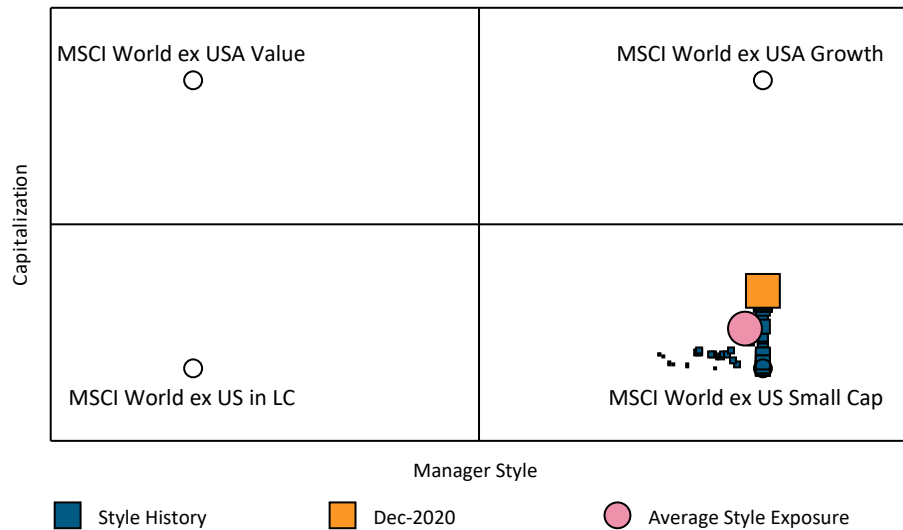 MSCI World ex USA Value
MSCI World ex USA Growth
Capitalization
MSCI World ex US in LC
MSCI World ex US Small Cap
Manager Style
Style History
Dec-2020
Average Style Exposure